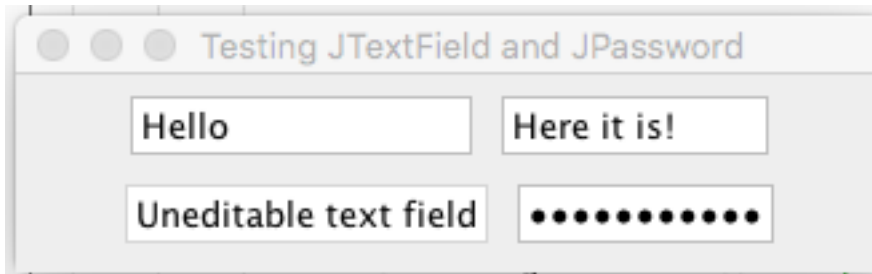 Testing JTextField and JPassword
Hello Here it is!
Uneditable text field •••••••••••